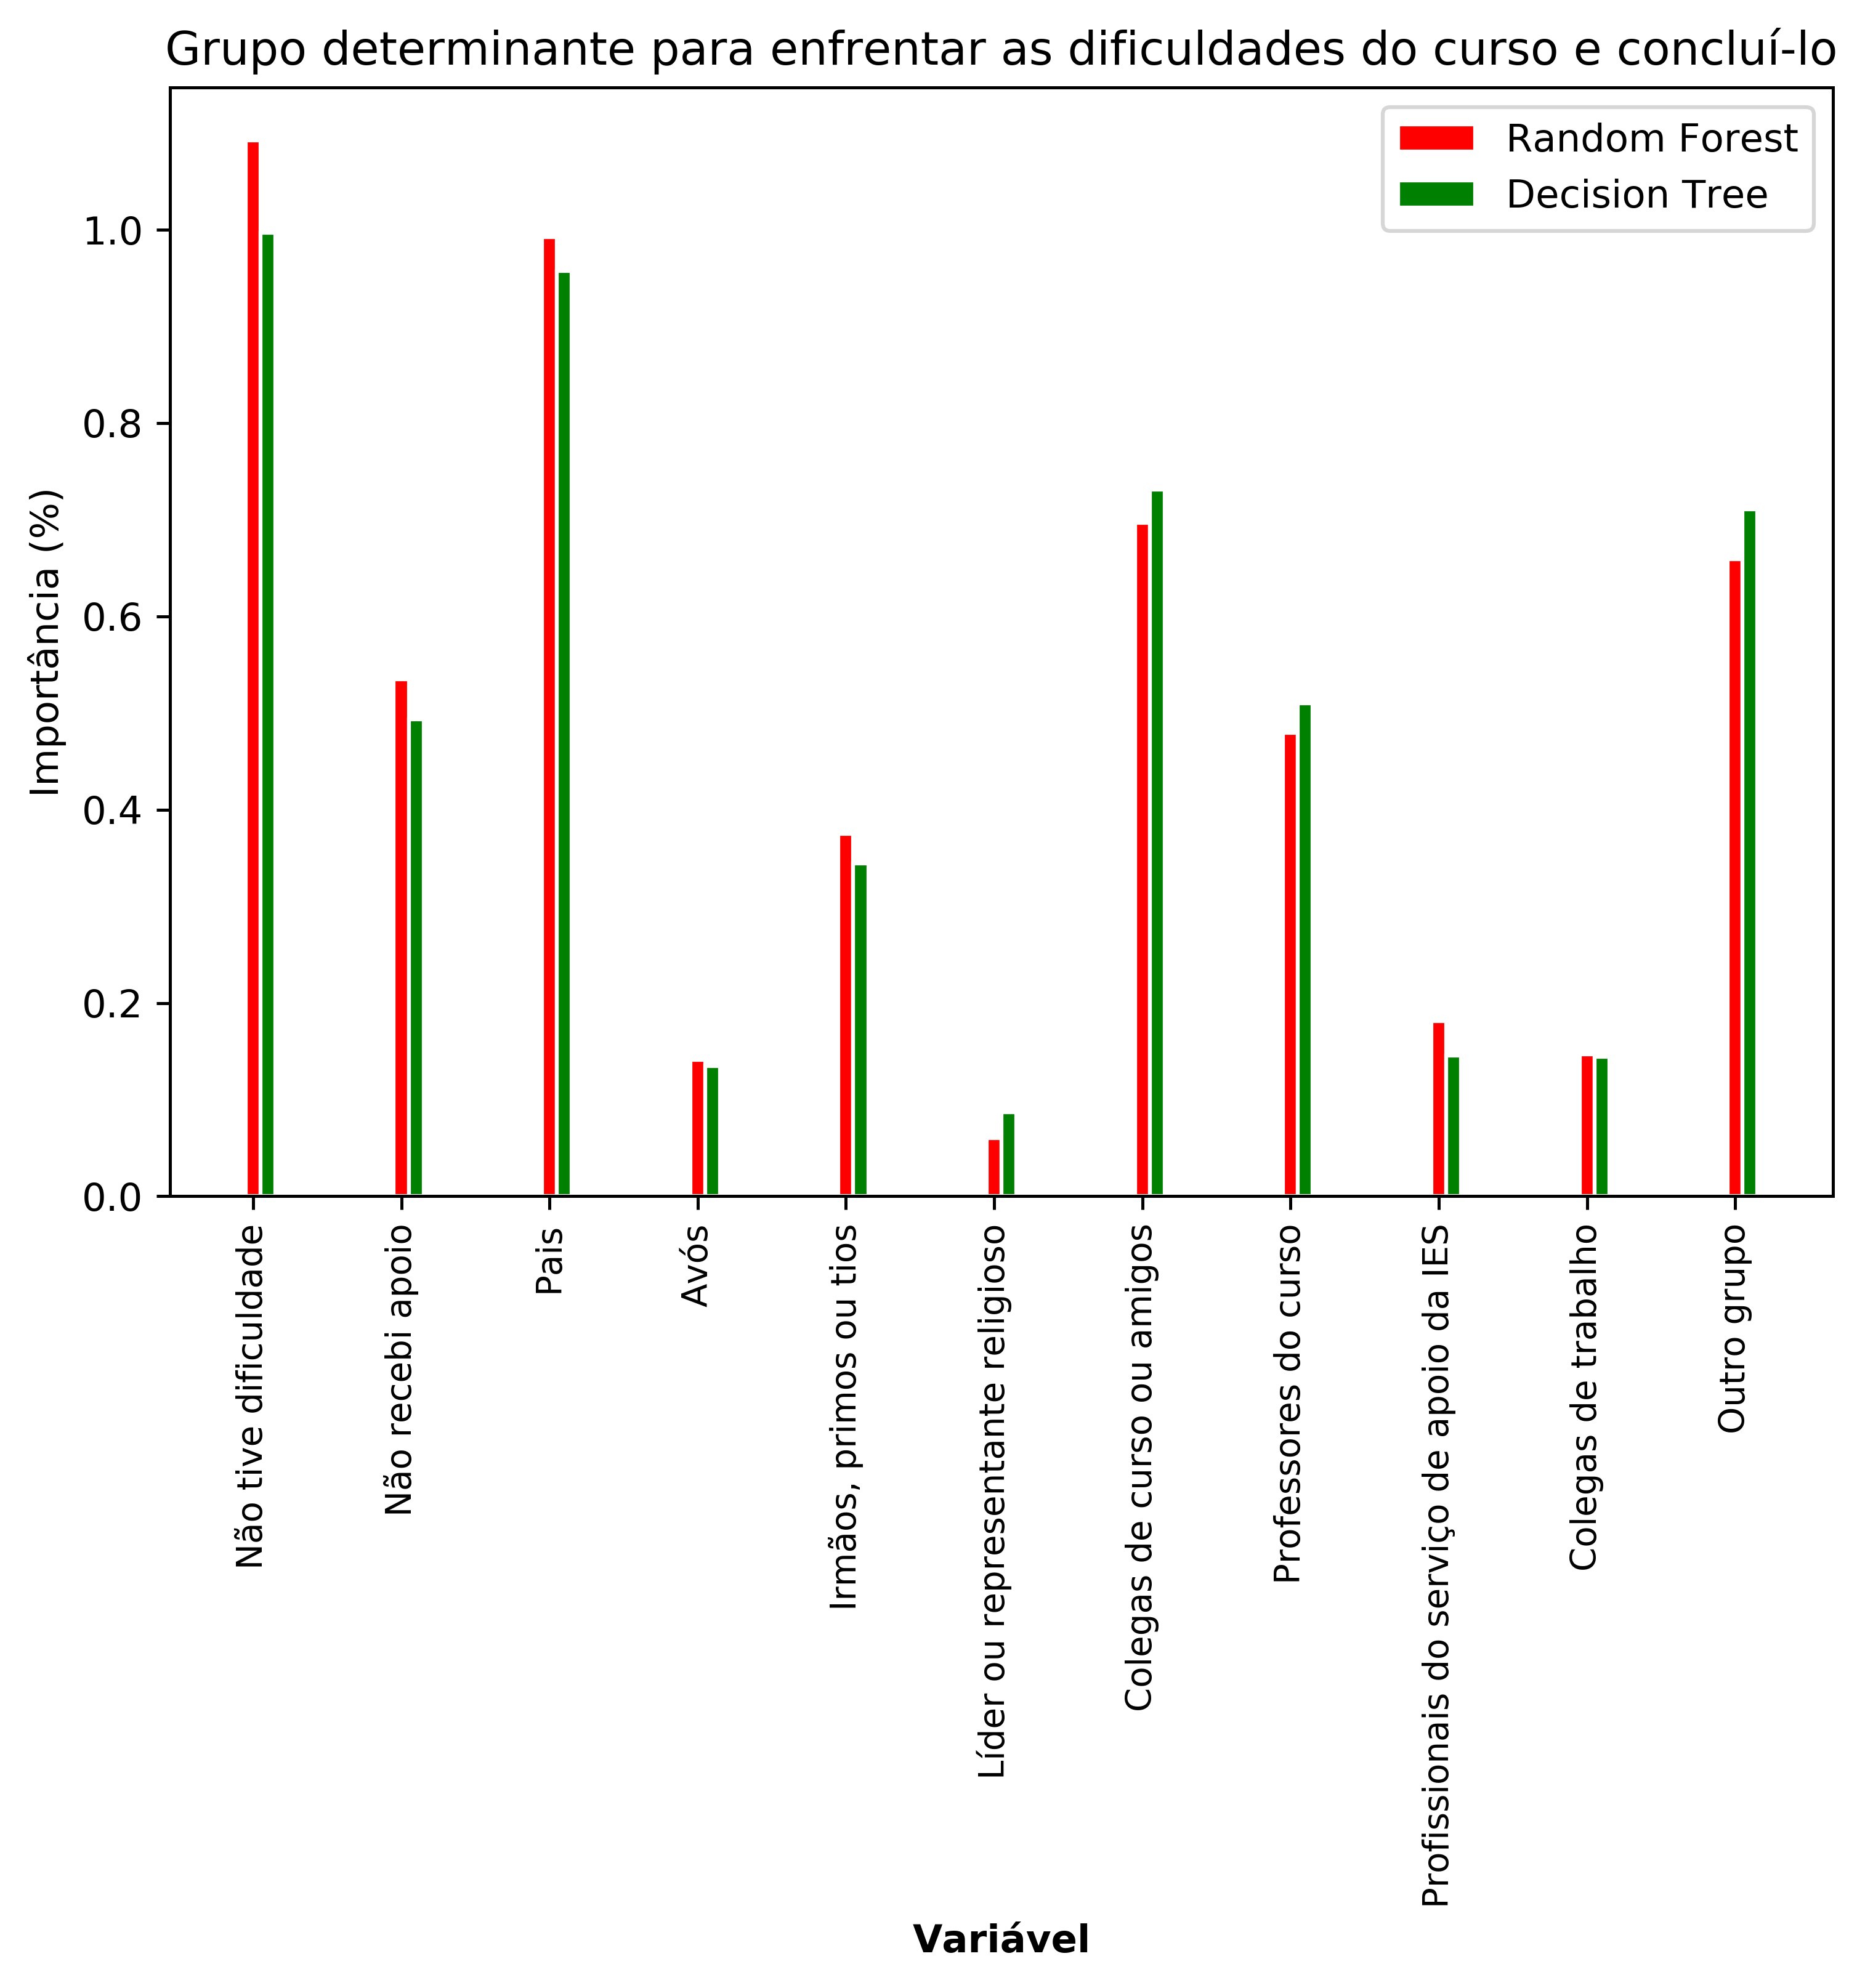 Grupo determinante para enfrentar as dificuldades do curso e concluí-lo
Random Forest
Decision Tree
Importância (%)
1.0
0.8
0.6
0.4
0.2
0.0
Não tive dificuldade
Não recebi apoio
Pais
Avós
Irmãos, primos ou tios
Líder ou representante religioso
Colegas de curso ou amigos
Professores do curso
Profissionais do serviço de apoio da IES
Colegas de trabalho
Outro grupo
Variável